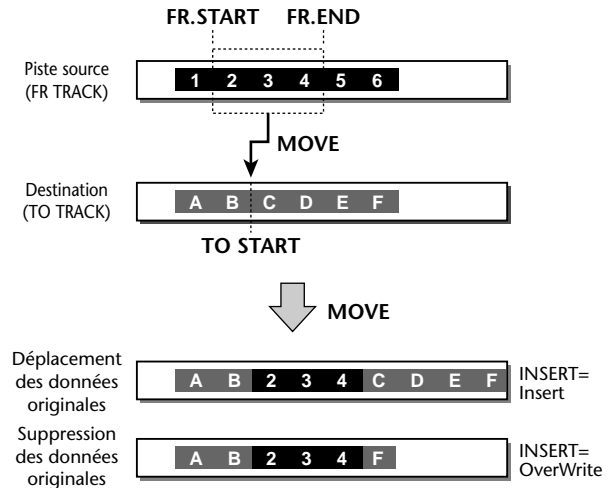 FR.START FR.END
Piste source
(FR TRACK)
1 2 3 4 5 6
MOVE
Destination
(TO TRACK)
A B C D E F
TO START
MOVE
Déplacement
des données
originales
A B 2 3 4 C D E F
INSERT=
Insert
Suppression
des données
originales
A B 2 3 4 F
INSERT=
OverWrite